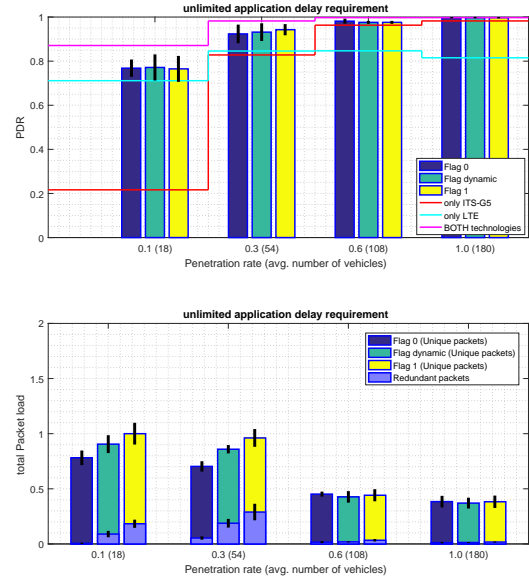 unlimited application delay requirement
1
0.8
0.6
0.4
0.2
0
PDR
Flag 0
Flag dynamic
Flag 1
only ITS-G5
only LTE
BOTH technologies
0.1 (18)
0.3 (54)
0.6 (108)
1.0 (180)
Penetration rate (avg. number of vehicles)
unlimited application delay requirement
2
1.5
1
0.5
0
total Packet load
Flag 0 (Unique packets)
Flag dynamic (Unique packets)
Flag 1 (Unique packets)
Redundant packets
0.1 (18)
0.3 (54)
0.6 (108)
1.0 (180)
Penetration rate (avg. number of vehicles)